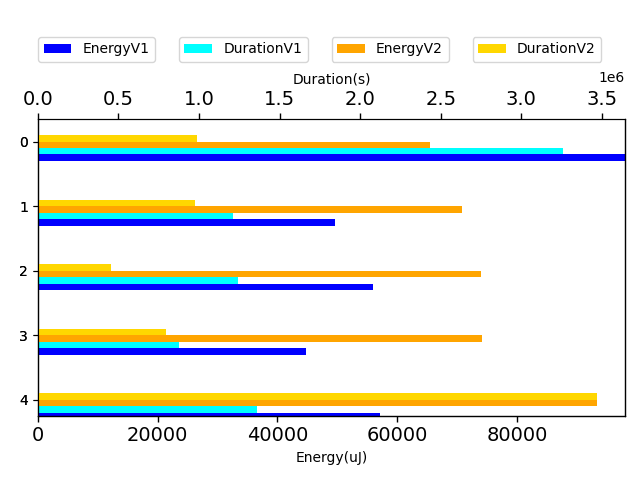 EnergyV1 DurationV1 EnergyV2 DurationV2
Duration(s)
1e6
0.0 0.5 1.0 1.5 2.0 2.5 3.0 3.5
0
1
2
3
4
0 20000 40000 60000 80000
Energy(uJ)